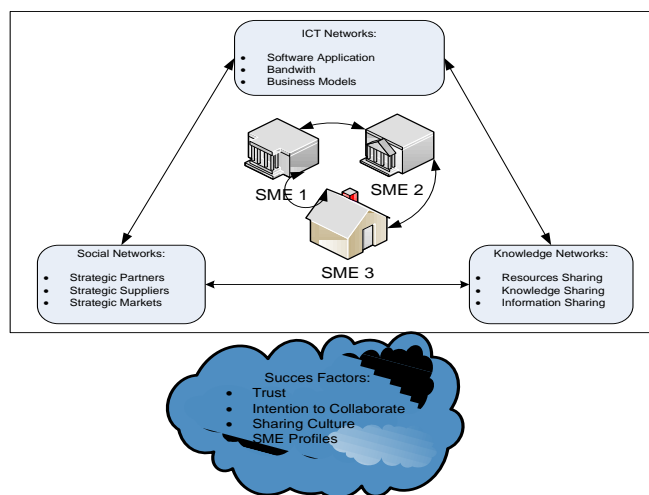 ICT Networks:
• Software Application
• Bandwith
• Business Models
SME 1
SME 2
SME 3
Social Networks:
• Strategic Partners
• Strategic Suppliers
• Strategic Markets
Knowledge Networks:
• Resources Sharing
• Knowledge Sharing
• Information Sharing
Succes Factors:
• Trust
• Intention to Collaborate
• Sharing Culture
• SME Profiles